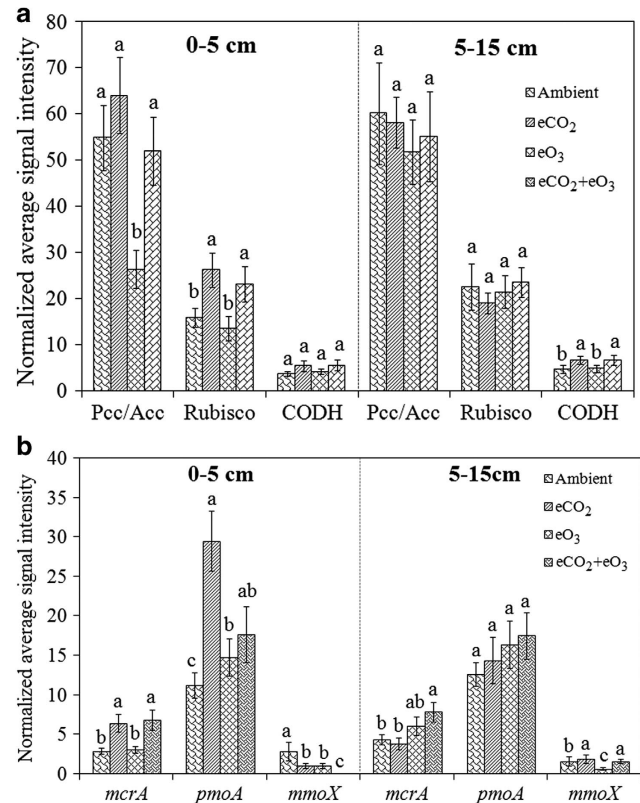 a
0-5 cm
5-15 cm
Normalized average signal intensity
80
70
60
50
40
30
20
10
0
a a b a
b a b a
a a a a
a a a a
a a a a
b a b a
Ambient
eCO₂
eO₃
eCO₂+eO₃
Pcc/Acc Rubisco CODH Pcc/Acc Rubisco CODH
b
0-5 cm
5-15cm
Normalized average signal intensity
40
35
30
25
20
15
10
5
0
b a b a
c a b ab
a b b c
b b ab a
a a a a
b a c a
Ambient
eCO₂
eO₃
eCO₂+eO₃
mcrA pmoA mmoX mcrA pmoA mmoX